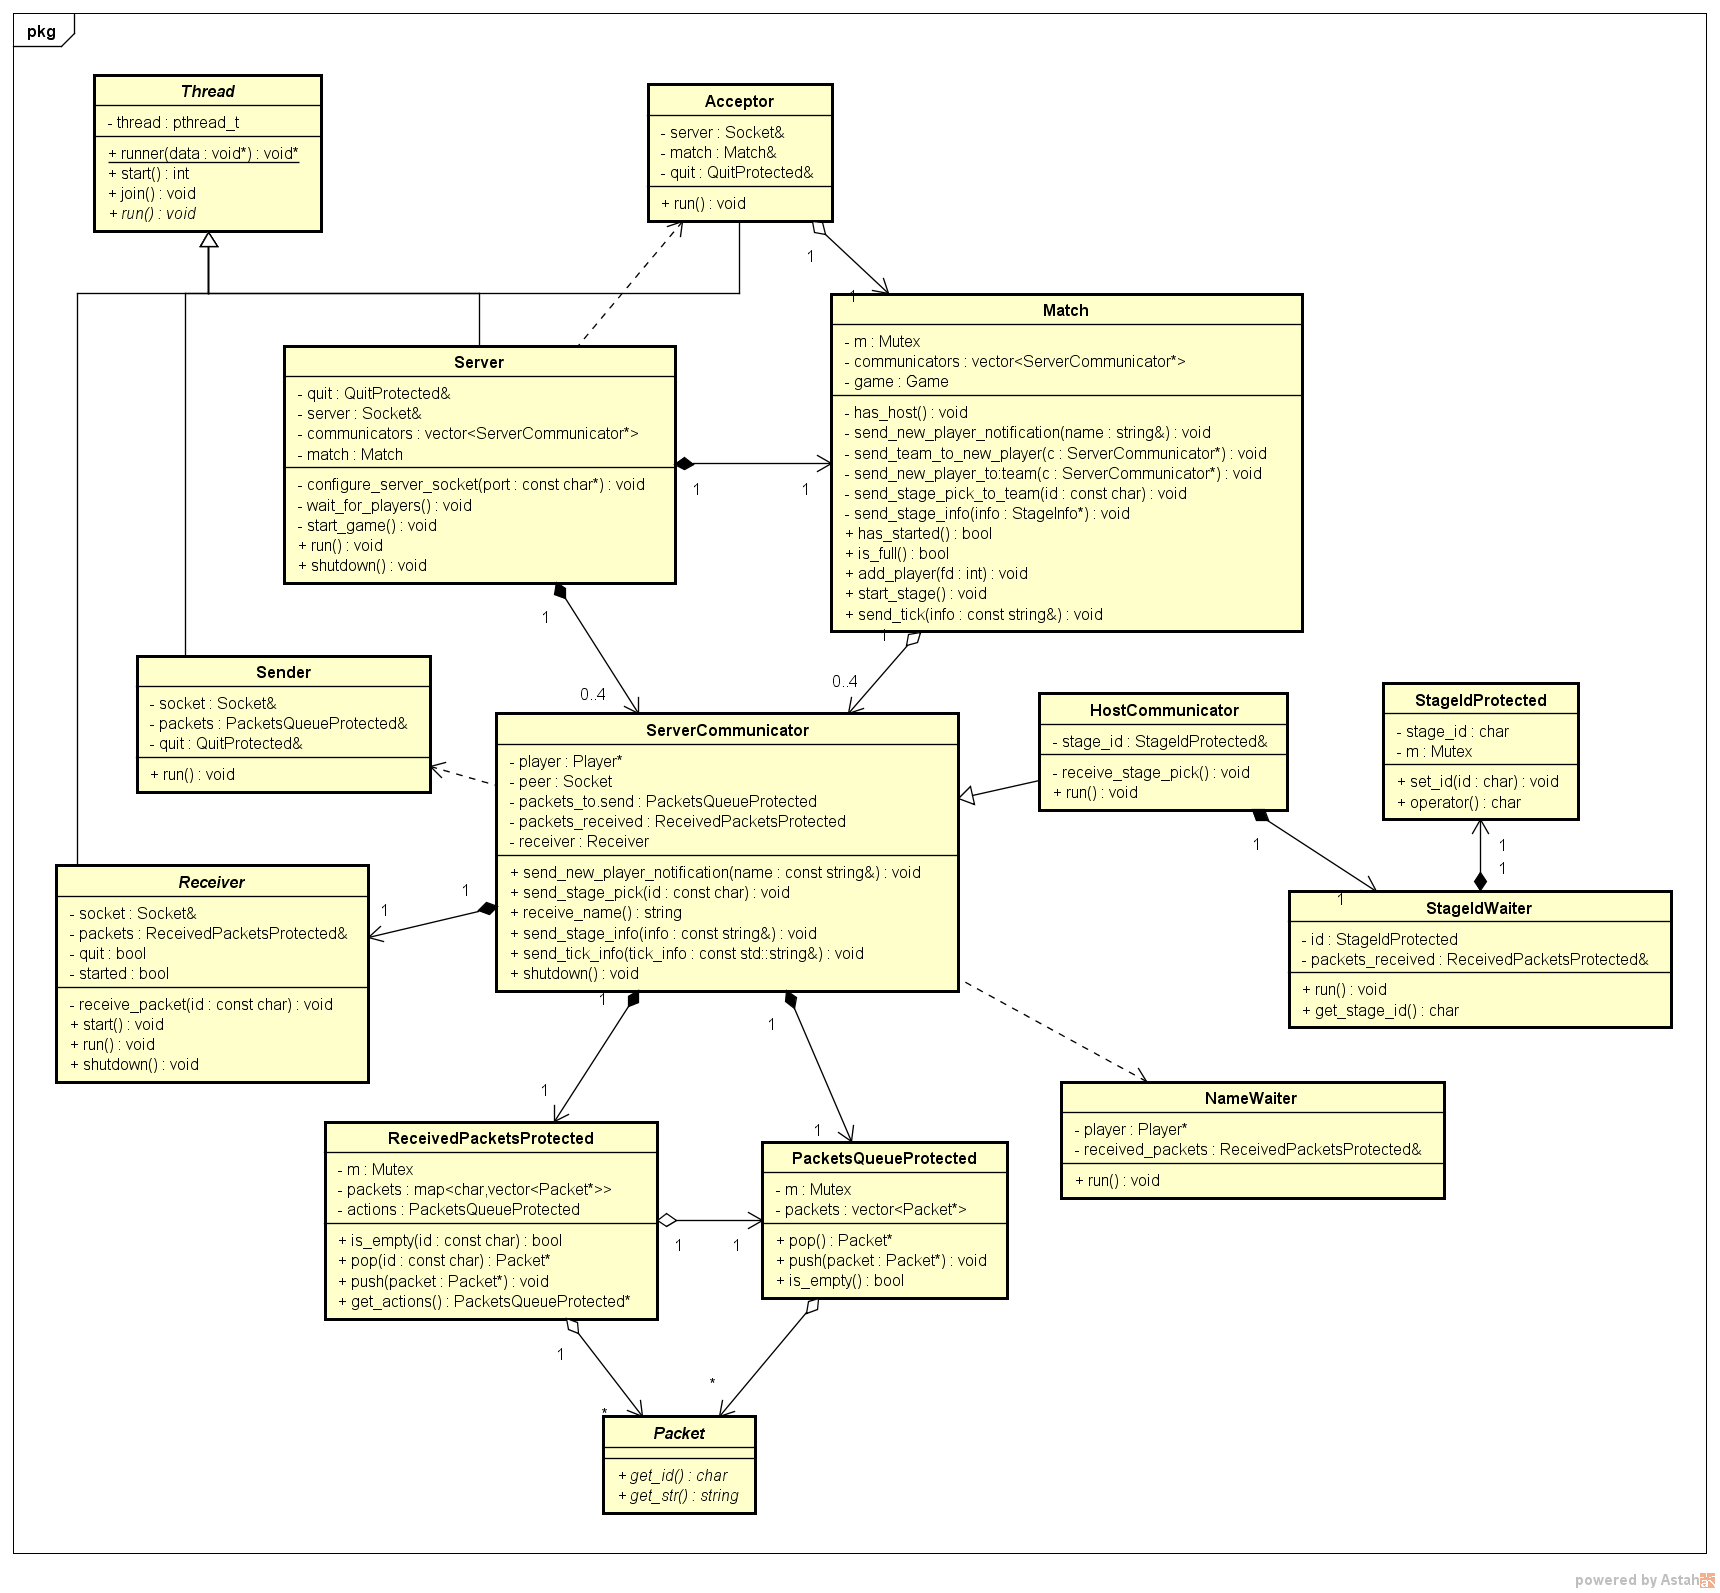 pkg
Thread
- thread : pthread_t
+ runner(data : void*) : void*
+ start() : int
+ join() : void
+ run() : void
Acceptor
- server : Socket&
- match : Match&
- quit : QuitProtected&
+ run() : void
1
1
Match
- m : Mutex
- communicators : vector<ServerCommunicator*>
- game : Game
- has_host() : void
- send_new_player_notification(name : string&) : void
- send_team_to_new_player(c : ServerCommunicator*) : void
- send_new_player_to:team(c : ServerCommunicator*) : void
- send_stage_pick_to_team(id : const char) : void
- send_stage_info(info : StageInfo*) : void
+ has_started() : bool
+ is_full() : bool
+ add_player(fd : int) : void
+ start_stage() : void
+ send_tick(info : const string&) : void
Server
- quit : QuitProtected&
- server : Socket&
- communicators : vector<ServerCommunicator*>
- match : Match
- configure_server_socket(port : const char*) : void
- wait_for_players() : void
- start_game() : void
+ run() : void
+ shutdown() : void
1
1
1
0..4
1
0..4
Sender
- socket : Socket&
- packets : PacketsQueueProtected&
- quit : QuitProtected&
+ run() : void
ServerCommunicator
- player : Player*
- peer : Socket
- packets_to.send : PacketsQueueProtected
- packets_received : ReceivedPacketsProtected
- receiver : Receiver
+ send_new_player_notification(name : const string&) : void
+ send_stage_pick(id : const char) : void
+ receive_name() : string
+ send_stage_info(info : const string&) : void
+ send_tick_info(tick_info : const std::string&) : void
+ shutdown() : void
HostCommunicator
- stage_id : StageIdProtected&
- receive_stage_pick() : void
+ run() : void
StageIdProtected
- stage_id : char
- m : Mutex
+ set_id(id : char) : void
+ operator() : char
1
1
1
1
StageIdWaiter
- id : StageIdProtected
- packets_received : ReceivedPacketsProtected&
+ run() : void
+ get_stage_id() : char
Receiver
- socket : Socket&
- packets : ReceivedPacketsProtected&
- quit : bool
- started : bool
- receive_packet(id : const char) : void
+ start() : void
+ run() : void
+ shutdown() : void
1
1
1
1
1
1
NameWaiter
- player : Player*
- received_packets : ReceivedPacketsProtected&
+ run() : void
ReceivedPacketsProtected
- m : Mutex
- packets : map<char,vector<Packet*>>
- actions : PacketsQueueProtected
+ is_empty(id : const char) : bool
+ pop(id : const char) : Packet*
+ push(packet : Packet*) : void
+ get_actions() : PacketsQueueProtected*
1
1
PacketsQueueProtected
- m : Mutex
- packets : vector<Packet*>
+ pop() : Packet*
+ push(packet : Packet*) : void
+ is_empty() : bool
1
*
*
Packet
+ get_id() : char
+ get_str() : string
powered by Astah